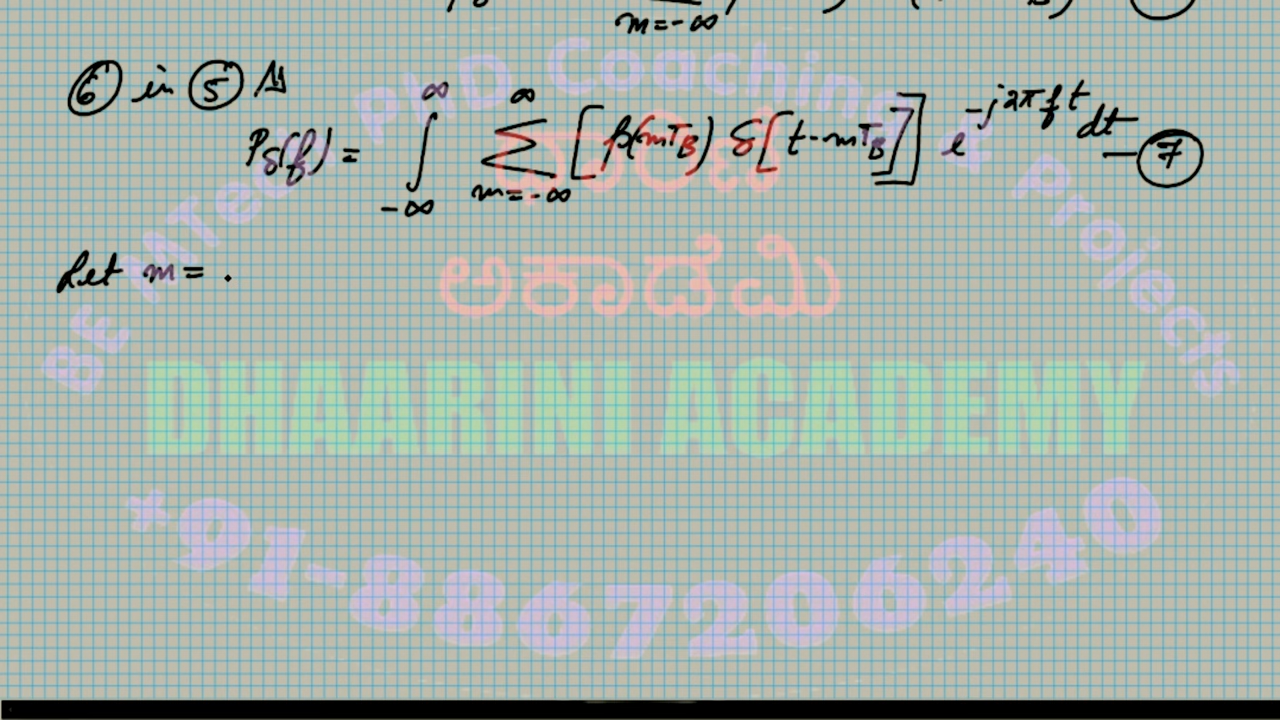 m=-∞
⑥ in ⑤
P_δ(f) = ∫_{-∞}^{∞} Σ_{m=-∞}^{∞} [p(mT_B) δ[t-mT_B]] e^{-j2πft} dt — ⑦
Let m = .
PhD Coaching
BE MTech
Projects
ಅಕಾಡೆಮಿ
DHAARINI ACADEMY
+91-8867206240